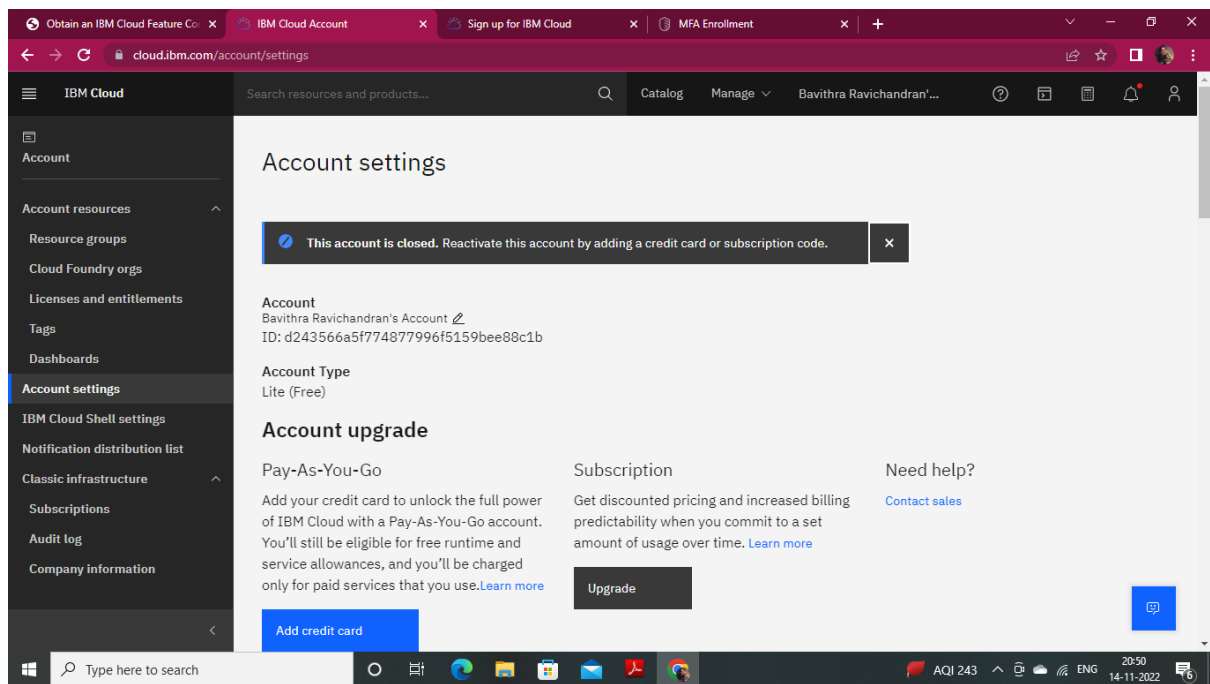 Obtain an IBM Cloud Feature Co
IBM Cloud Account
Sign up for IBM Cloud
MFA Enrollment
cloud.ibm.com/account/settings
IBM Cloud
Search resources and products...
Catalog
Manage
Bavithra Ravichandran'...
Account
Account resources
Resource groups
Cloud Foundry orgs
Licenses and entitlements
Tags
Dashboards
Account settings
IBM Cloud Shell settings
Notification distribution list
Classic infrastructure
Subscriptions
Audit log
Company information
Account settings
This account is closed. Reactivate this account by adding a credit card or subscription code.
Account
Bavithra Ravichandran's Account
ID: d243566a5f774877996f5159bee88c1b
Account Type
Lite (Free)
Account upgrade
Pay-As-You-Go
Add your credit card to unlock the full power
of IBM Cloud with a Pay-As-You-Go account.
You'll still be eligible for free runtime and
service allowances, and you'll be charged
only for paid services that you use.Learn more
Add credit card
Subscription
Get discounted pricing and increased billing
predictability when you commit to a set
amount of usage over time. Learn more
Upgrade
Need help?
Contact sales
Type here to search
AQI 243
ENG
20:50
14-11-2022
6